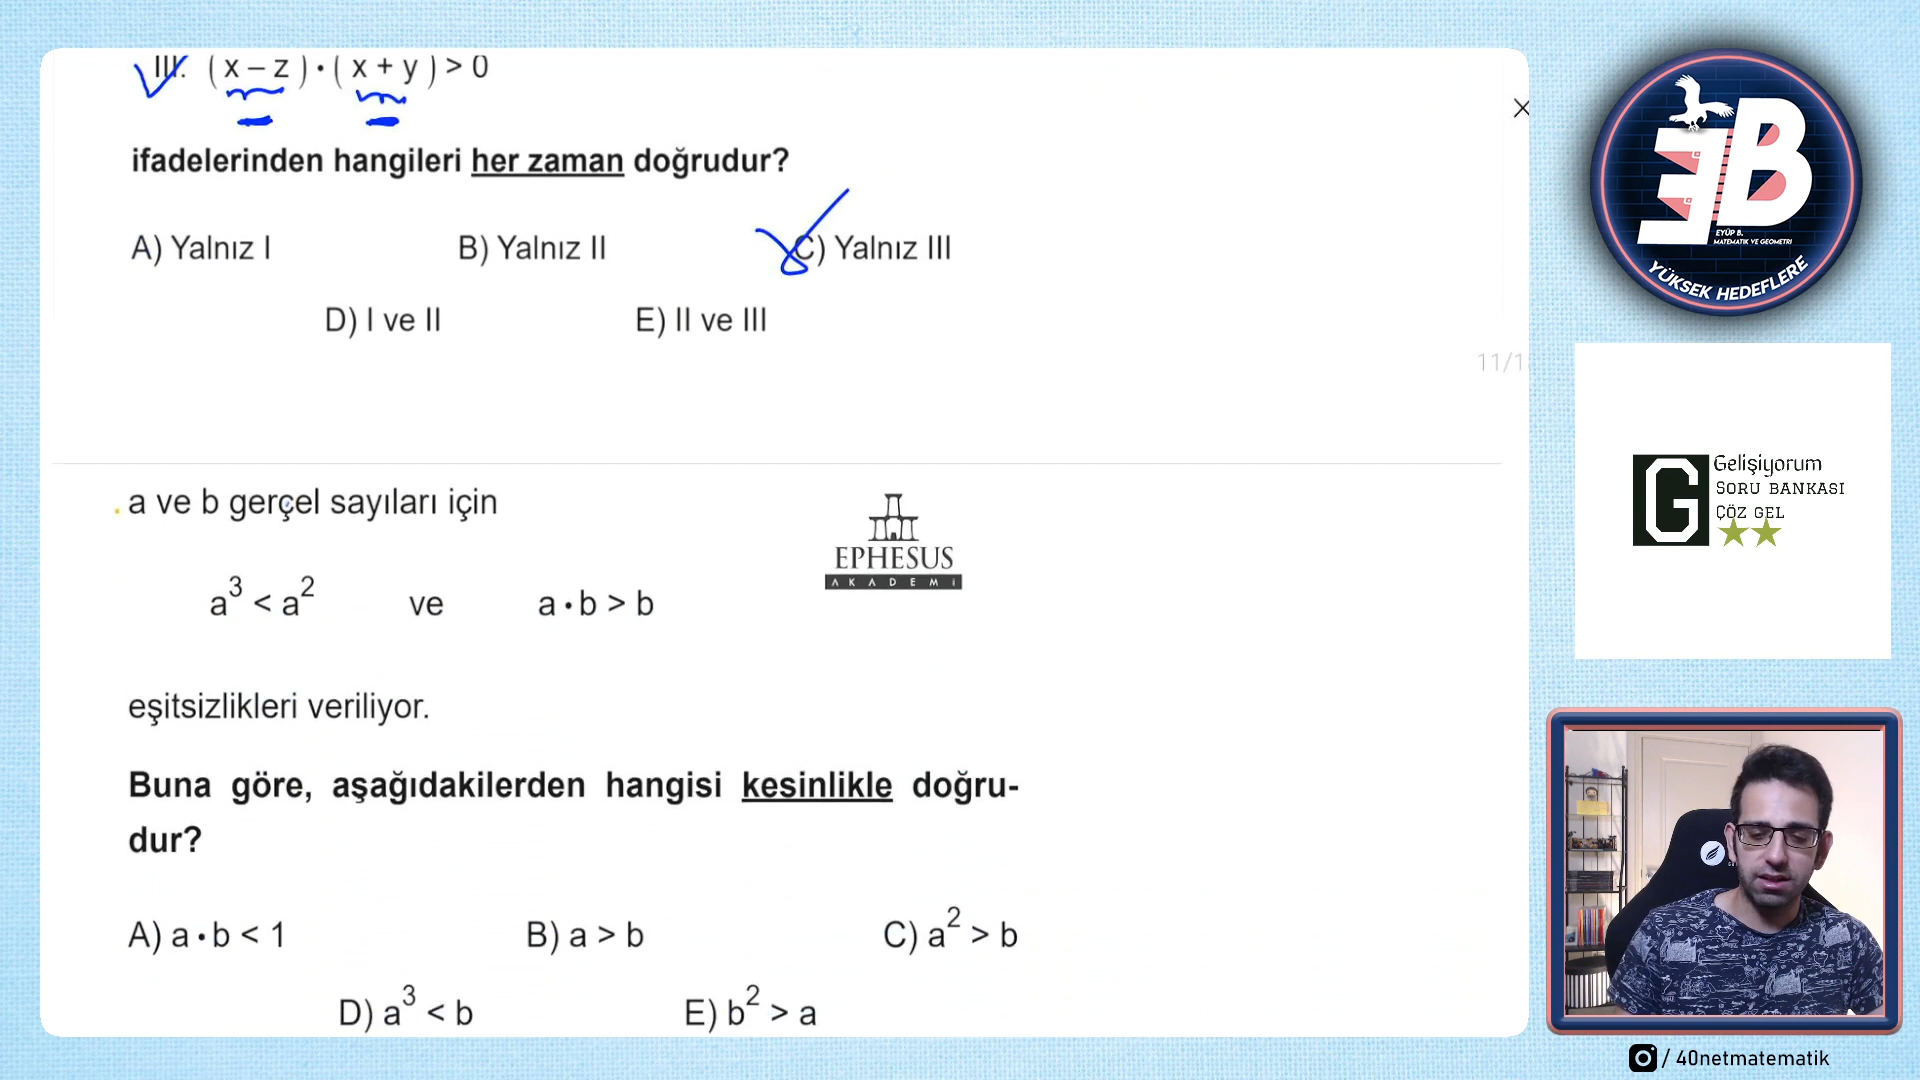 III. (x – z) · (x + y) > 0
ifadelerinden hangileri her zaman doğrudur?
A) Yalnız I B) Yalnız II C) Yalnız III
D) I ve II E) II ve III
11/1
a ve b gerçel sayıları için
a³ < a² ve a · b > b
eşitsizlikleri veriliyor.
Buna göre, aşağıdakilerden hangisi kesinlikle doğru-
dur?
A) a · b < 1 B) a > b C) a² > b
D) a³ < b E) b² > a
EPHESUS
AKADEMİ
EB
EYÜP B.
MATEMATIK VE GEOMETRI
YÜKSEK HEDEFLERE
G
Gelişiyorum
SORU BANKASI
ÇÖZ GEL
/ 40netmatematik